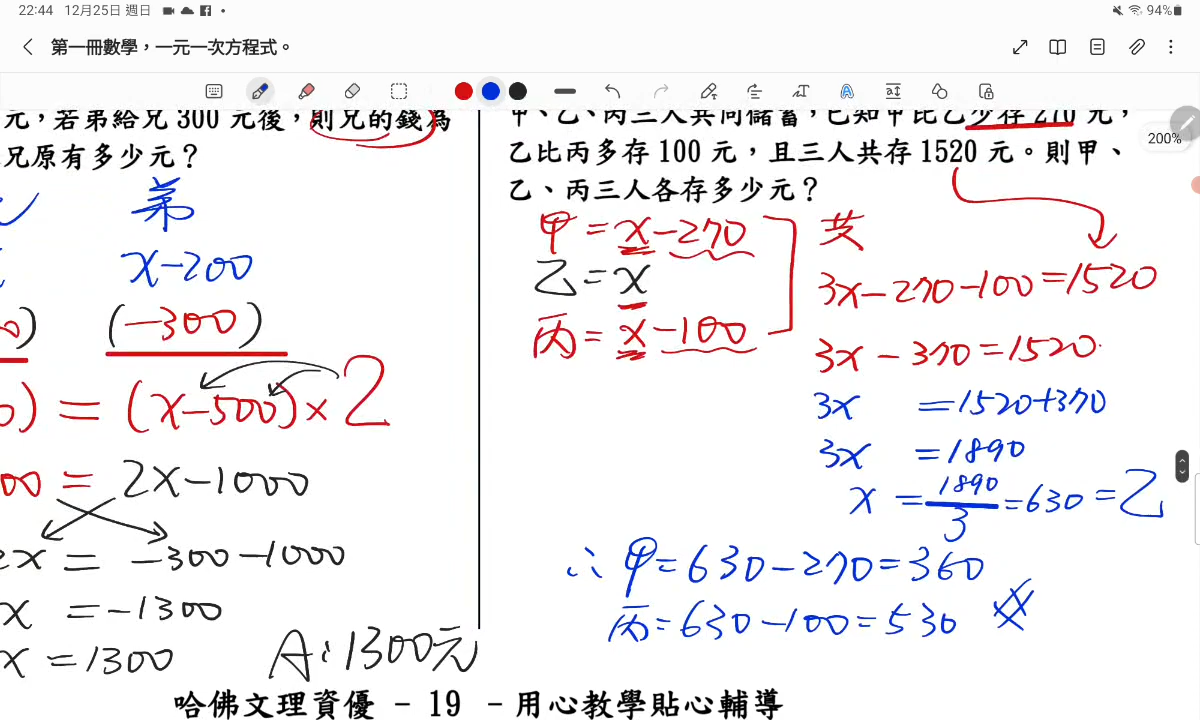 22:44 12月25日 週日
94%
第一冊數學，一元一次方程式。
200%
元，若弟給兄 300 元後，則兄的錢為
兄原有多少元？
弟
x-200
(-300)
= (x-500)×2
00 = 2x-1000
2x = -300-1000
x = -1300
x = 1300
A:1300元
甲、乙、丙三人共同儲蓄，已知甲比乙少存 270 元，
乙比丙多存 100 元，且三人共存 1520 元。則甲、
乙、丙三人各存多少元？
甲 = x-270
乙 = x
丙 = x-100
共
3x-270-100=1520
3x-370=1520
3x =1520+370
3x =1890
x = 1890/3 =630 =乙
∴ 甲=630-270=360
丙=630-100=530
哈佛文理資優 - 19 -用心教學貼心輔導